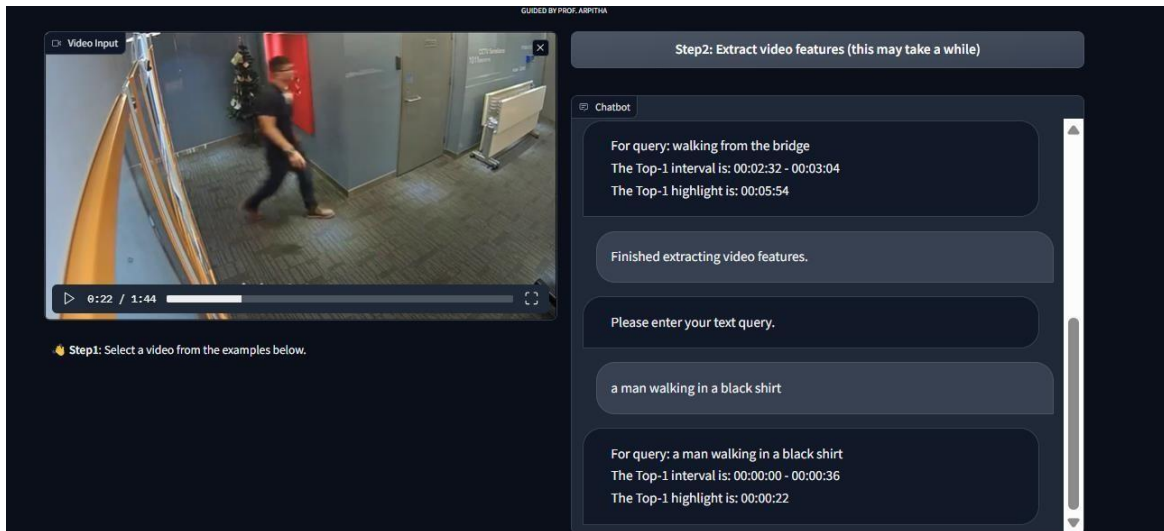 GUIDED BY PROF. ARPITHA
Video Input
CCTV
0:22 / 1:44
👋 Step1: Select a video from the examples below.
Step2: Extract video features (this may take a while)
Chatbot
For query: walking from the bridge
The Top-1 interval is: 00:02:32 - 00:03:04
The Top-1 highlight is: 00:05:54
Finished extracting video features.
Please enter your text query.
a man walking in a black shirt
For query: a man walking in a black shirt
The Top-1 interval is: 00:00:00 - 00:00:36
The Top-1 highlight is: 00:00:22